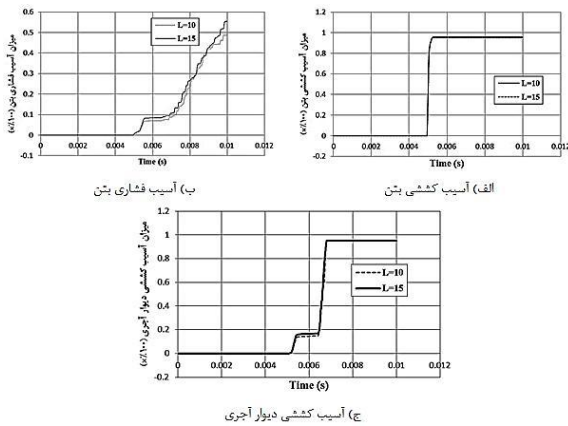 0.6
0.5
0.4
0.3
0.2
0.1
0
-0.1
0 0.002 0.004 0.006 0.008 0.01 0.012
Time (s)
میزان آسیب فشاری بتن (×٪۱۰۰)
L=10
L=15
ب) آسیب فشاری بتن
1.2
1
0.8
0.6
0.4
0.2
0
-0.2
0 0.002 0.004 0.006 0.008 0.01 0.012
Time (s)
میزان آسیب کششی بتن (×٪۱۰۰)
L=10
L=15
الف) آسیب کششی بتن
1.2
1
0.8
0.6
0.4
0.2
0
-0.2
0 0.002 0.004 0.006 0.008 0.01 0.012
Time (s)
میزان آسیب کششی دیوار آجری (×٪۱۰۰)
L=10
L=15
ج) آسیب کششی دیوار آجری